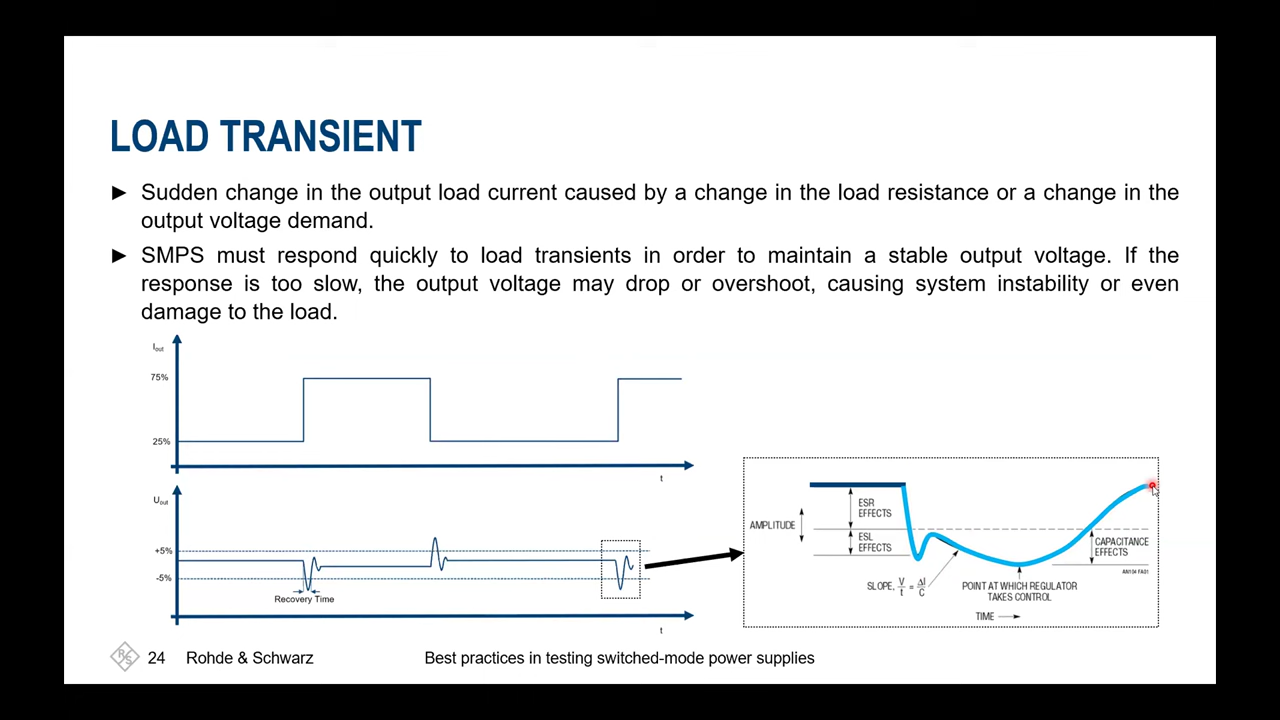 LOAD TRANSIENT
► Sudden change in the output load current caused by a change in the load resistance or a change in the
output voltage demand.
► SMPS must respond quickly to load transients in order to maintain a stable output voltage. If the
response is too slow, the output voltage may drop or overshoot, causing system instability or even
damage to the load.
Iout
75%
25%
t
Uout
+5%
-5%
Recovery Time
t
AMPLITUDE
ESR
EFFECTS
ESL
EFFECTS
CAPACITANCE
EFFECTS
AN104 FA01
SLOPE, V/t = ΔI/C
POINT AT WHICH REGULATOR
TAKES CONTROL
TIME
R S
24 Rohde & Schwarz Best practices in testing switched-mode power supplies